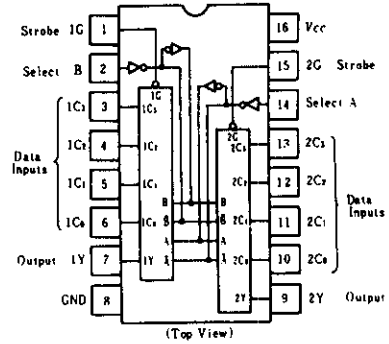 Strobe 1G 1 16 Vcc
1G
Select B 2 15 2G Strobe
1C3 3 1C3 14 Select A
2G
1C2 4 1C2 2C3 13 2C3
Data Inputs
1C1 5 1C1 2C2 12 2C2
Data Inputs
1C0 6 1C0 B B 2C1 11 2C1
B̅ B̅
A A
Output 1Y 7 1Y A̅ A̅ 2C0 10 2C0
GND 8 2Y 9 2Y Output
(Top View)